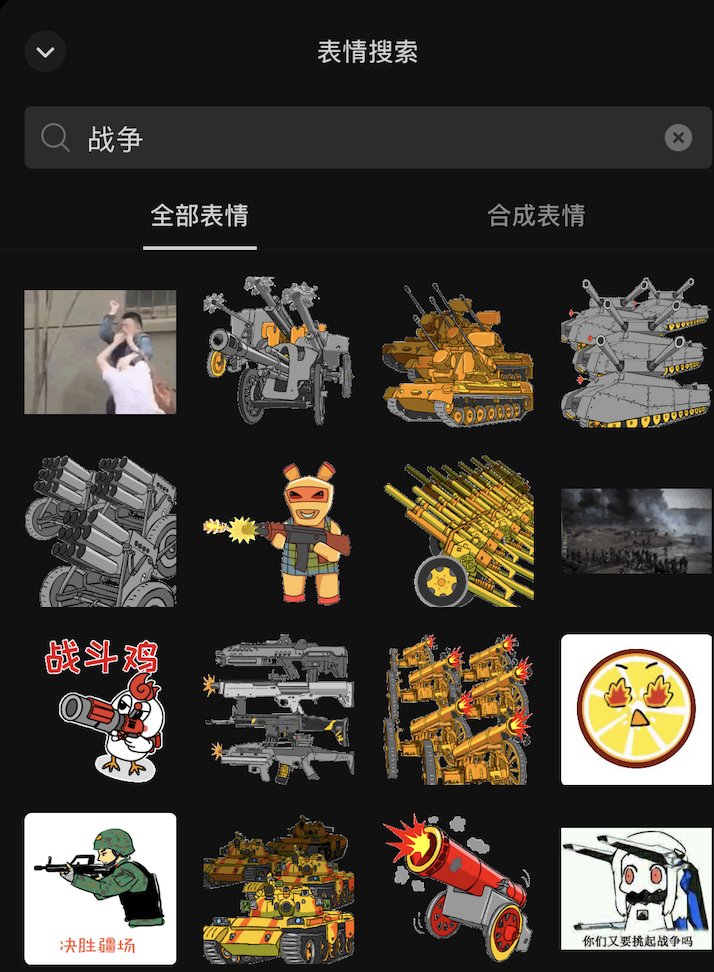 表情搜索
战争
全部表情
合成表情
战斗鸡
决胜疆场
你们又要挑起战争吗